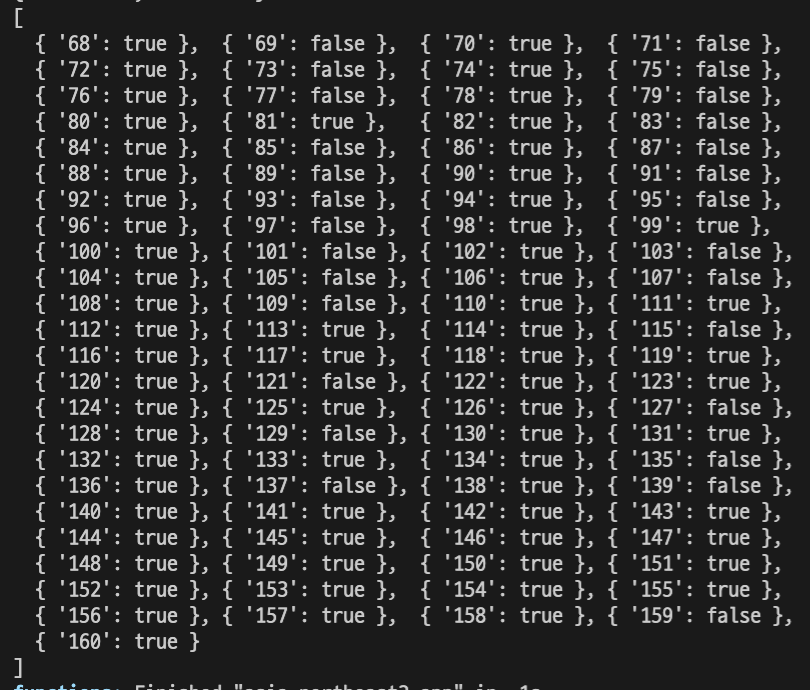 [
{ '68': true }, { '69': false }, { '70': true }, { '71': false },
{ '72': true }, { '73': false }, { '74': true }, { '75': false },
{ '76': true }, { '77': false }, { '78': true }, { '79': false },
{ '80': true }, { '81': true }, { '82': true }, { '83': false },
{ '84': true }, { '85': false }, { '86': true }, { '87': false },
{ '88': true }, { '89': false }, { '90': true }, { '91': false },
{ '92': true }, { '93': false }, { '94': true }, { '95': false },
{ '96': true }, { '97': false }, { '98': true }, { '99': true },
{ '100': true }, { '101': false }, { '102': true }, { '103': false },
{ '104': true }, { '105': false }, { '106': true }, { '107': false },
{ '108': true }, { '109': false }, { '110': true }, { '111': true },
{ '112': true }, { '113': true }, { '114': true }, { '115': false },
{ '116': true }, { '117': true }, { '118': true }, { '119': true },
{ '120': true }, { '121': false }, { '122': true }, { '123': true },
{ '124': true }, { '125': true }, { '126': true }, { '127': false },
{ '128': true }, { '129': false }, { '130': true }, { '131': true },
{ '132': true }, { '133': true }, { '134': true }, { '135': false },
{ '136': true }, { '137': false }, { '138': true }, { '139': false },
{ '140': true }, { '141': true }, { '142': true }, { '143': true },
{ '144': true }, { '145': true }, { '146': true }, { '147': true },
{ '148': true }, { '149': true }, { '150': true }, { '151': true },
{ '152': true }, { '153': true }, { '154': true }, { '155': true },
{ '156': true }, { '157': true }, { '158': true }, { '159': false },
{ '160': true }
]
functions: Finished